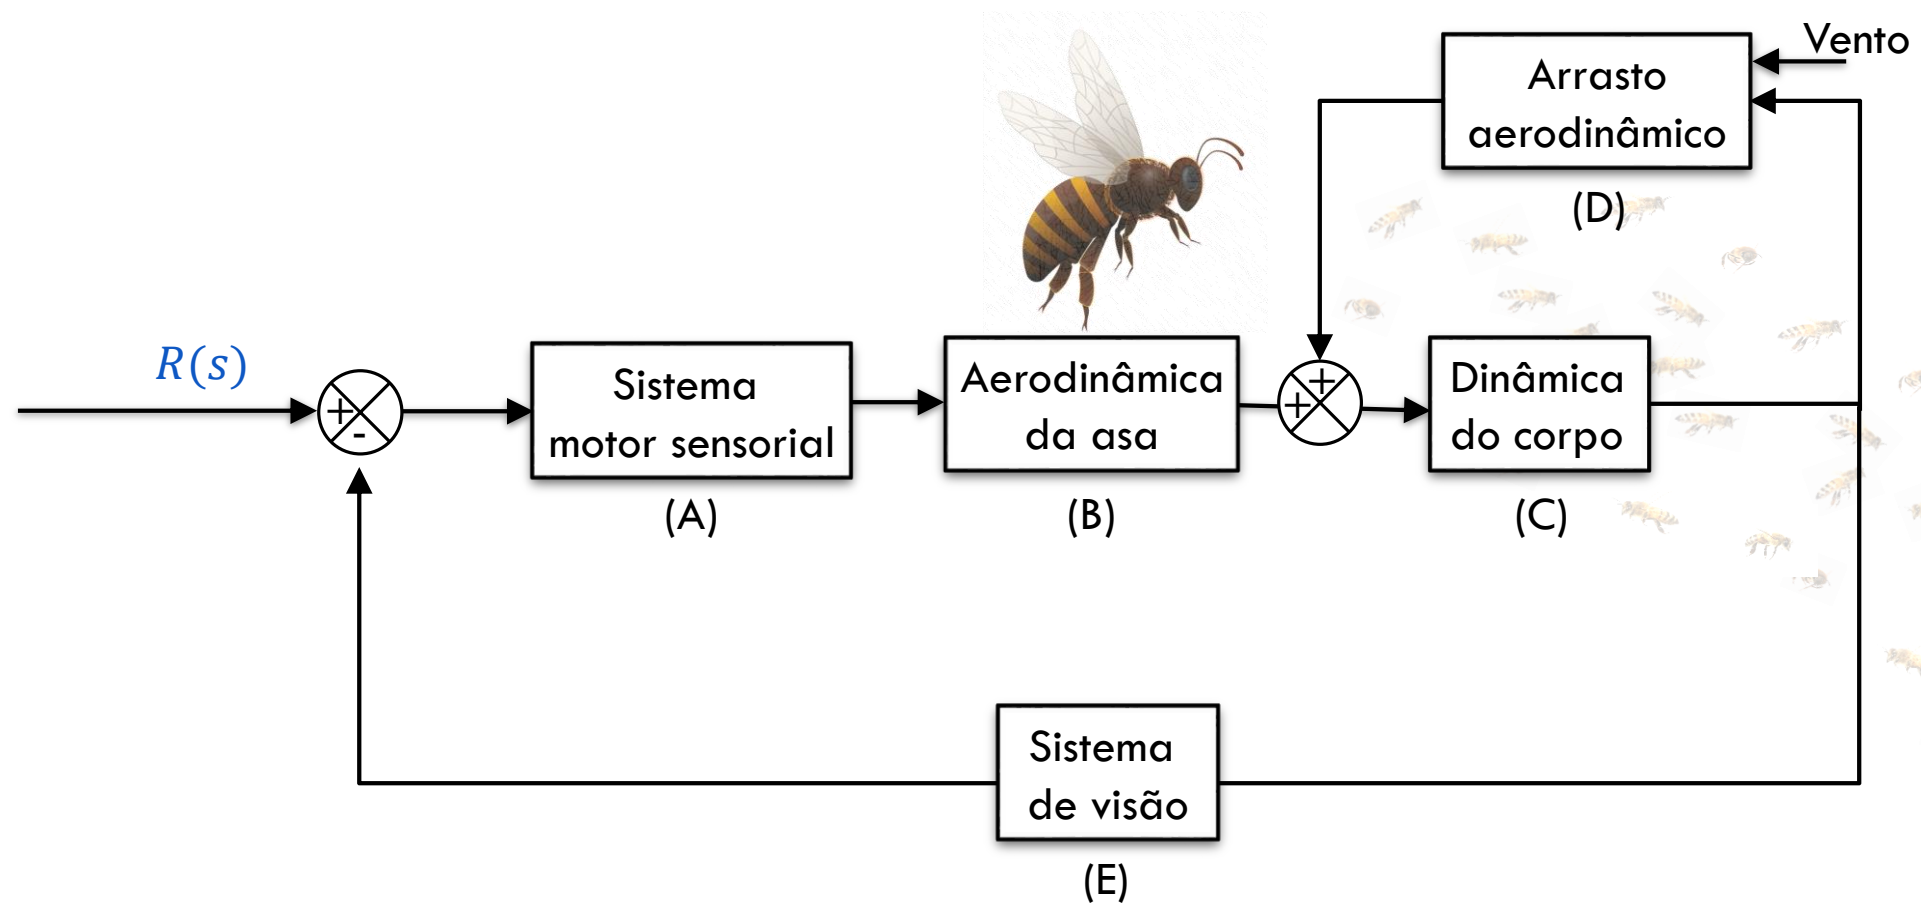 Vento
Arrasto
aerodinâmico
(D)
R(s)
+
-
Sistema
motor sensorial
(A)
Aerodinâmica
da asa
(B)
+
+
Dinâmica
do corpo
(C)
Sistema
de visão
(E)